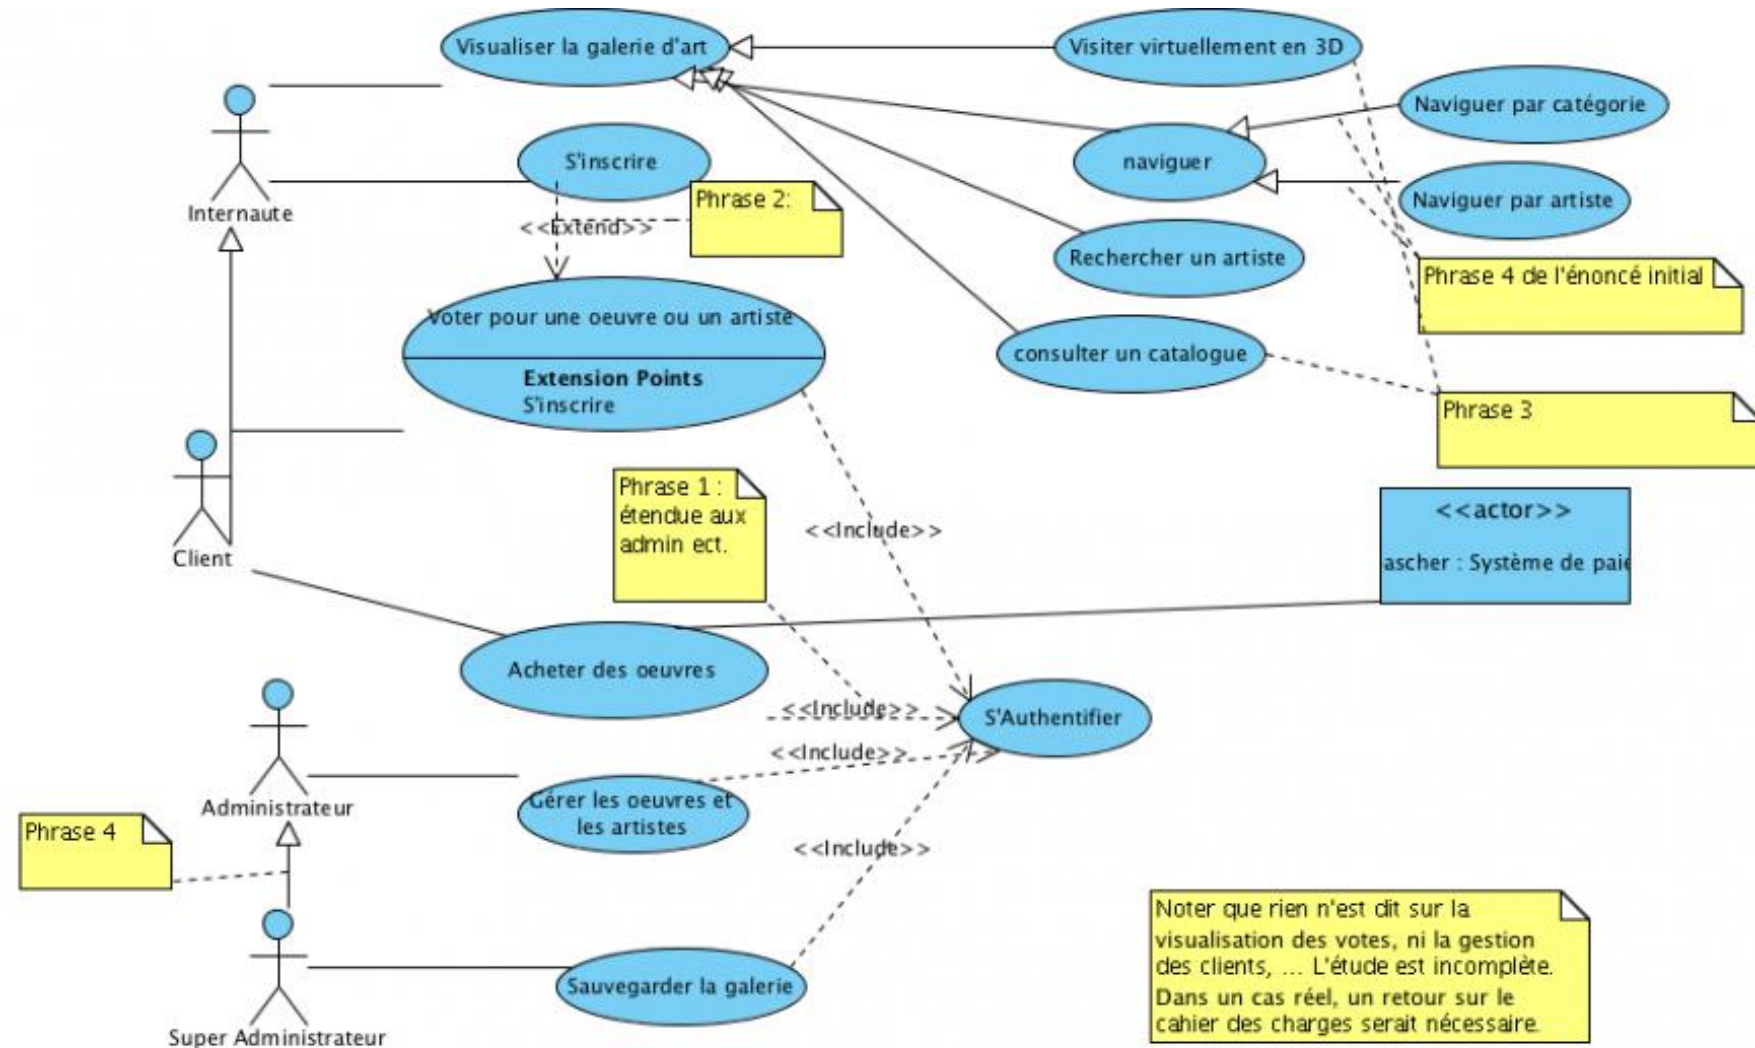 Visualiser la galerie d'art
Visiter virtuellement en 3D
Naviguer par catégorie
S'inscrire
naviguer
Naviguer par artiste
Internaute
Phrase 2:
<<Extend>>
Rechercher un artiste
Phrase 4 de l'énoncé initial
Voter pour une oeuvre ou un artiste
Extension Points
S'inscrire
consulter un catalogue
Phrase 3
Client
Phrase 1 :
étendue aux
admin ect.
<<Include>>
<<actor>>
ascher : Système de paie
Acheter des oeuvres
<<Include>>
S'Authentifier
<<Include>>
Administrateur
Gérer les oeuvres et
les artistes
Phrase 4
<<Include>>
Sauvegarder la galerie
Super Administrateur
Noter que rien n'est dit sur la
visualisation des votes, ni la gestion
des clients, ... L'étude est incomplète.
Dans un cas réel, un retour sur le
cahier des charges serait nécessaire.